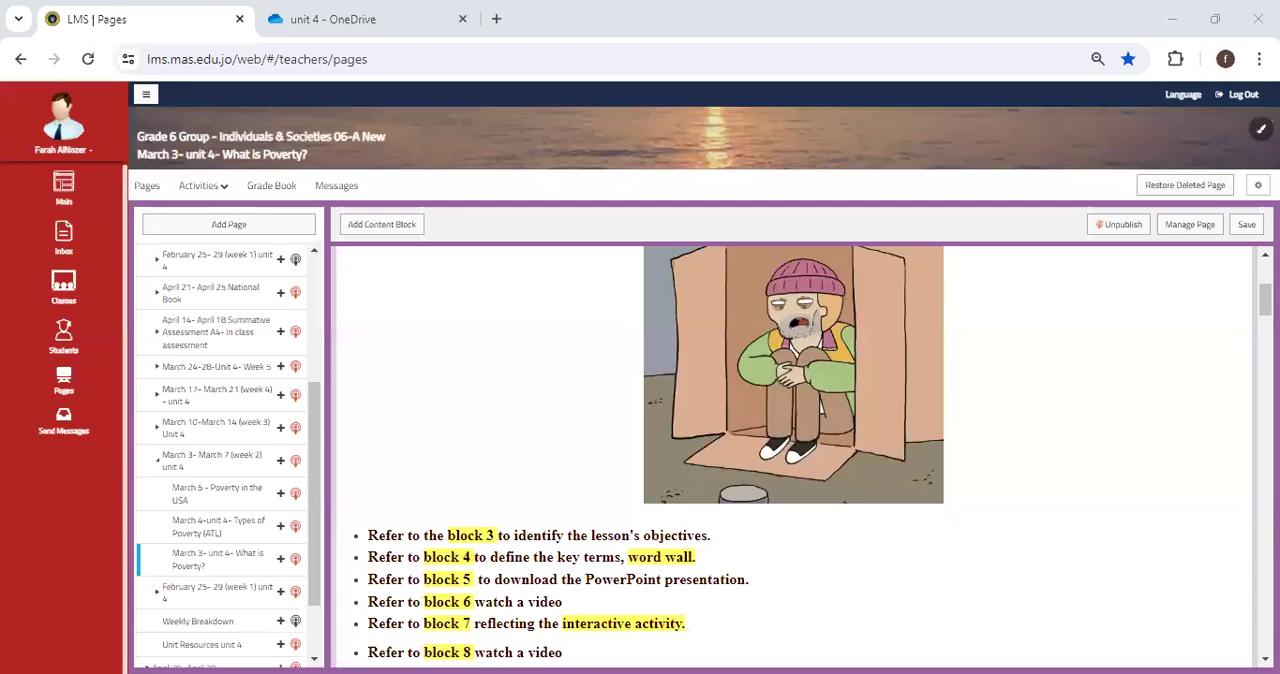 LMS | Pages
unit 4 - OneDrive
lms.mas.edu.jo/web/#/teachers/pages
f
Language
Log Out
Farah AlNazer
Grade 6 Group - Individuals & Societies 06-A New
March 3- unit 4- What is Poverty?
Pages
Activities
Grade Book
Messages
Restore Deleted Page
Main
Inbox
Classes
Students
Pages
Send Messages
Add Page
February 25- 29 (week 1) unit
4
April 21- April 25 National
Book
April 14- April 18 Summative
Assessment A4- in class
assessment
March 24-28-Unit 4- Week 5
March 17- March 21 (week 4)
- unit 4
March 10-March 14 (week 3)
Unit 4
March 3- March 7 (week 2)
unit 4
March 5 - Poverty in the
USA
March 4-unit 4- Types of
Poverty (ATL)
March 3- unit 4- What is
Poverty?
February 25- 29 (week 1) unit
4
Weekly Breakdown
Unit Resources unit 4
Add Content Block
Unpublish
Manage Page
Save
Refer to the block 3 to identify the lesson's objectives.
Refer to block 4 to define the key terms, word wall.
Refer to block 5 to download the PowerPoint presentation.
Refer to block 6 watch a video
Refer to block 7 reflecting the interactive activity.
Refer to block 8 watch a video